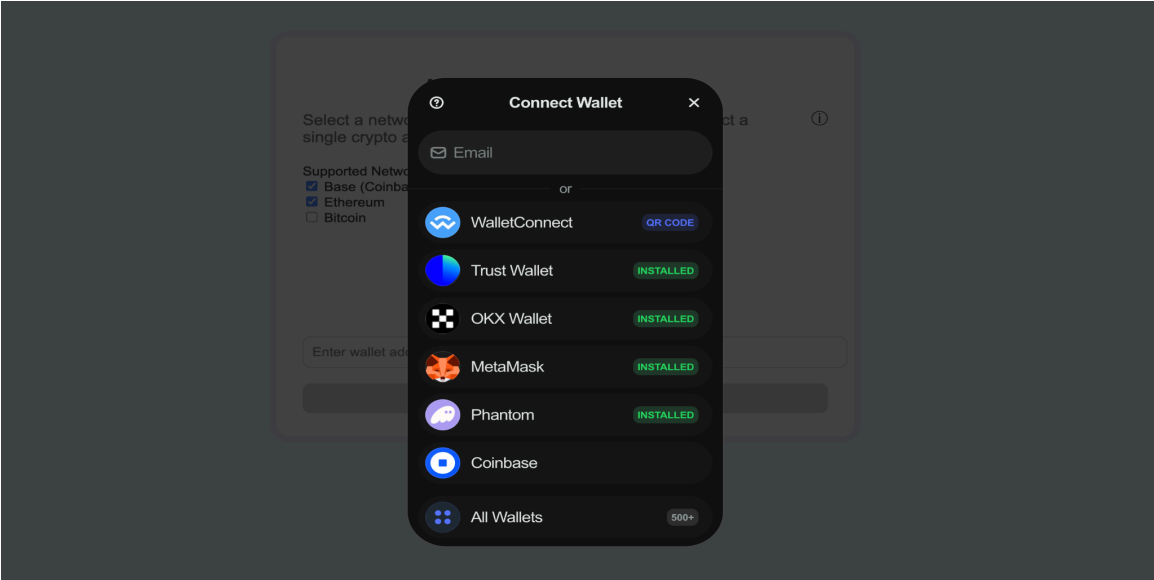 Connect Wallet
Select a netwo
ct a
single crypto a
Email
Supported Netwo
or
Base (Coinba
Ethereum
Bitcoin
WalletConnect QR CODE
Trust Wallet INSTALLED
OKX Wallet INSTALLED
Enter wallet add
MetaMask INSTALLED
Phantom INSTALLED
Coinbase
All Wallets 500+